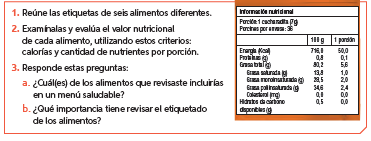 1. Reúne las etiquetas de seis alimentos diferentes.
2. Examínalas y evalúa el valor nutricional
de cada alimento, utilizando estos criterios:
calorías y cantidad de nutrientes por porción.
3. Responde estas preguntas:
a. ¿Cuál(es) de los alimentos que revisaste incluirías
en un menú saludable?
b. ¿Qué importancia tiene revisar el etiquetado
de los alimentos?
Información nutricional
Porción 1 cucharadita (7g)
Porciones por envase: 36
100 g 1 porción
Energía (Kcal) 716,0 50,0
Proteínas (g) 0,8 0,1
Grasa total (g) 80,2 5,6
Grasa saturada (g) 13,8 1,0
Grasa monoinsaturada (g) 29,5 2,0
Grasa poliinsaturada (g) 34,6 2,4
Colesterol (mg) 0,0 0,0
Hidratos de carbono 0,5 0,0
disponibles (g)